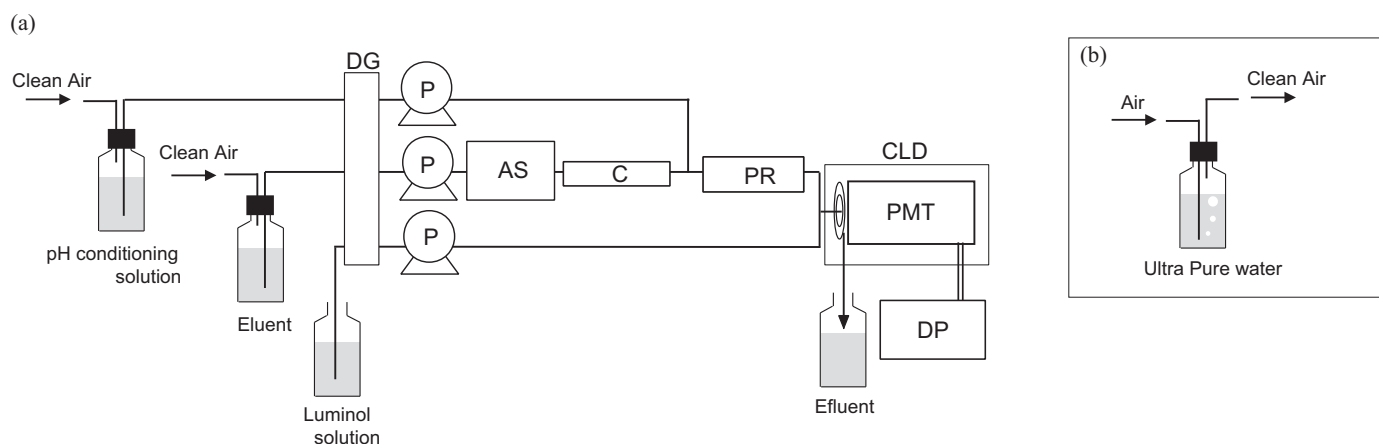 (a)
Clean Air
pH conditioning
solution
Clean Air
Eluent
Luminol
solution
DG
P
P
P
AS
C
PR
CLD
PMT
DP
Efluent
(b)
Air
Clean Air
Ultra Pure water